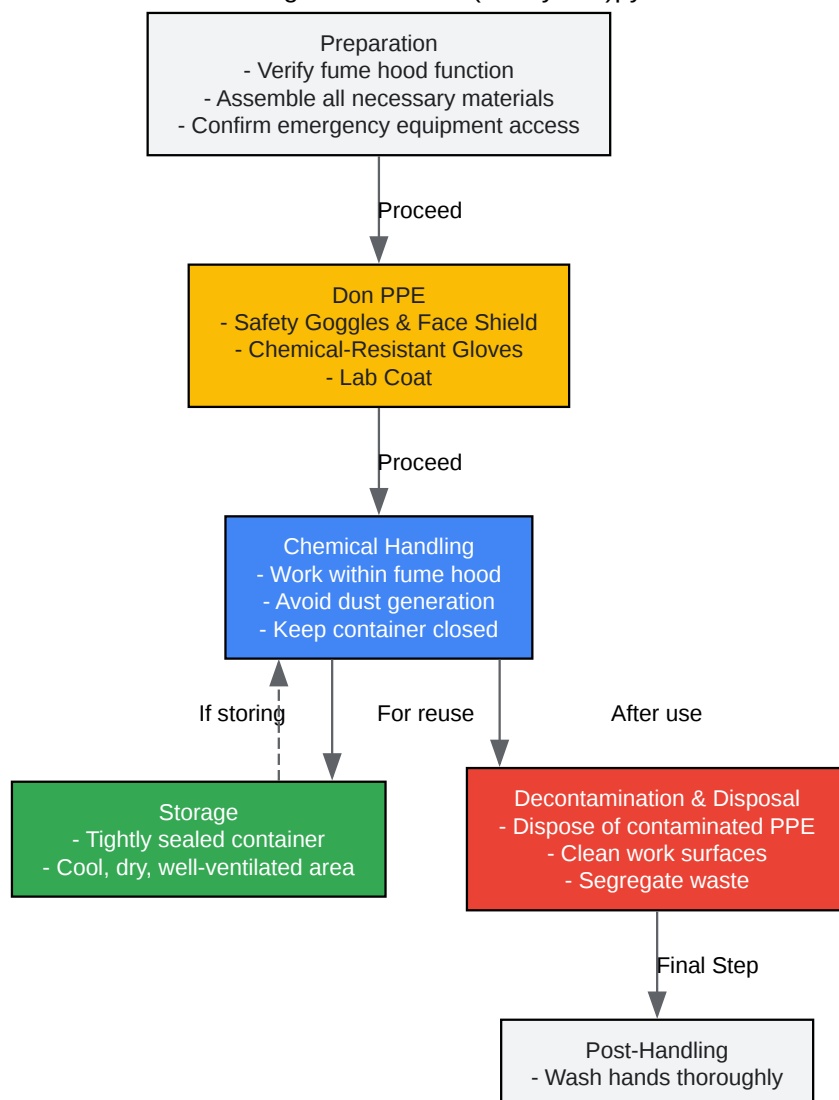 Preparation
- Verify fume hood function
- Assemble all necessary materials
- Confirm emergency equipment access
Proceed
Don PPE
- Safety Goggles & Face Shield
- Chemical-Resistant Gloves
- Lab Coat
Proceed
Chemical Handling
- Work within fume hood
- Avoid dust generation
- Keep container closed
If storing
For reuse
After use
Storage
- Tightly sealed container
- Cool, dry, well-ventilated area
Decontamination & Disposal
- Dispose of contaminated PPE
- Clean work surfaces
- Segregate waste
Final Step
Post-Handling
- Wash hands thoroughly